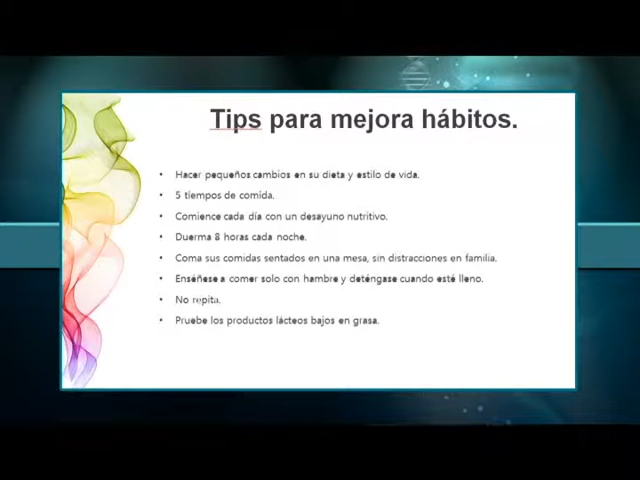 Tips para mejora hábitos.
Hacer pequeños cambios en su dieta y estilo de vida.
5 tiempos de comida.
Comience cada día con un desayuno nutritivo.
Duerma 8 horas cada noche.
Coma sus comidas sentados en una mesa, sin distracciones en familia.
Enséñese a comer solo con hambre y deténgase cuando esté lleno.
No repita.
Pruebe los productos lácteos bajos en grasa.